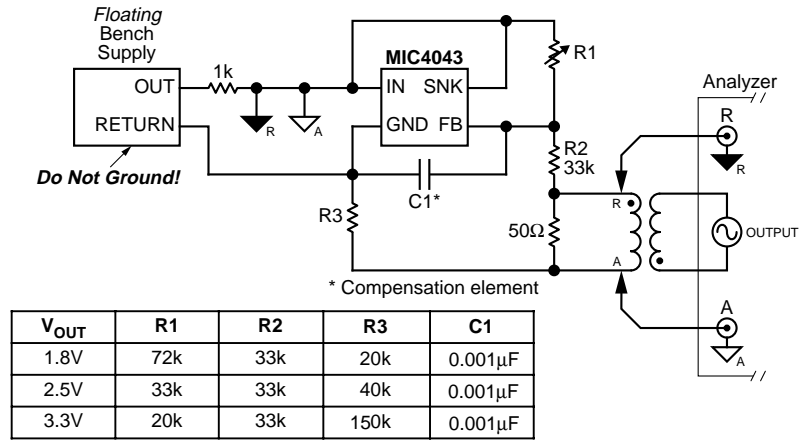 Floating
Bench
Supply
OUT
RETURN
Do Not Ground!
1k
R
A
MIC4043
IN SNK
GND FB
R1
R2
33k
C1*
R3
50Ω
R
A
Analyzer
R
R
OUTPUT
A
A
* Compensation element
VOUT R1 R2 R3 C1
1.8V 72k 33k 20k 0.001µF
2.5V 33k 33k 40k 0.001µF
3.3V 20k 33k 150k 0.001µF